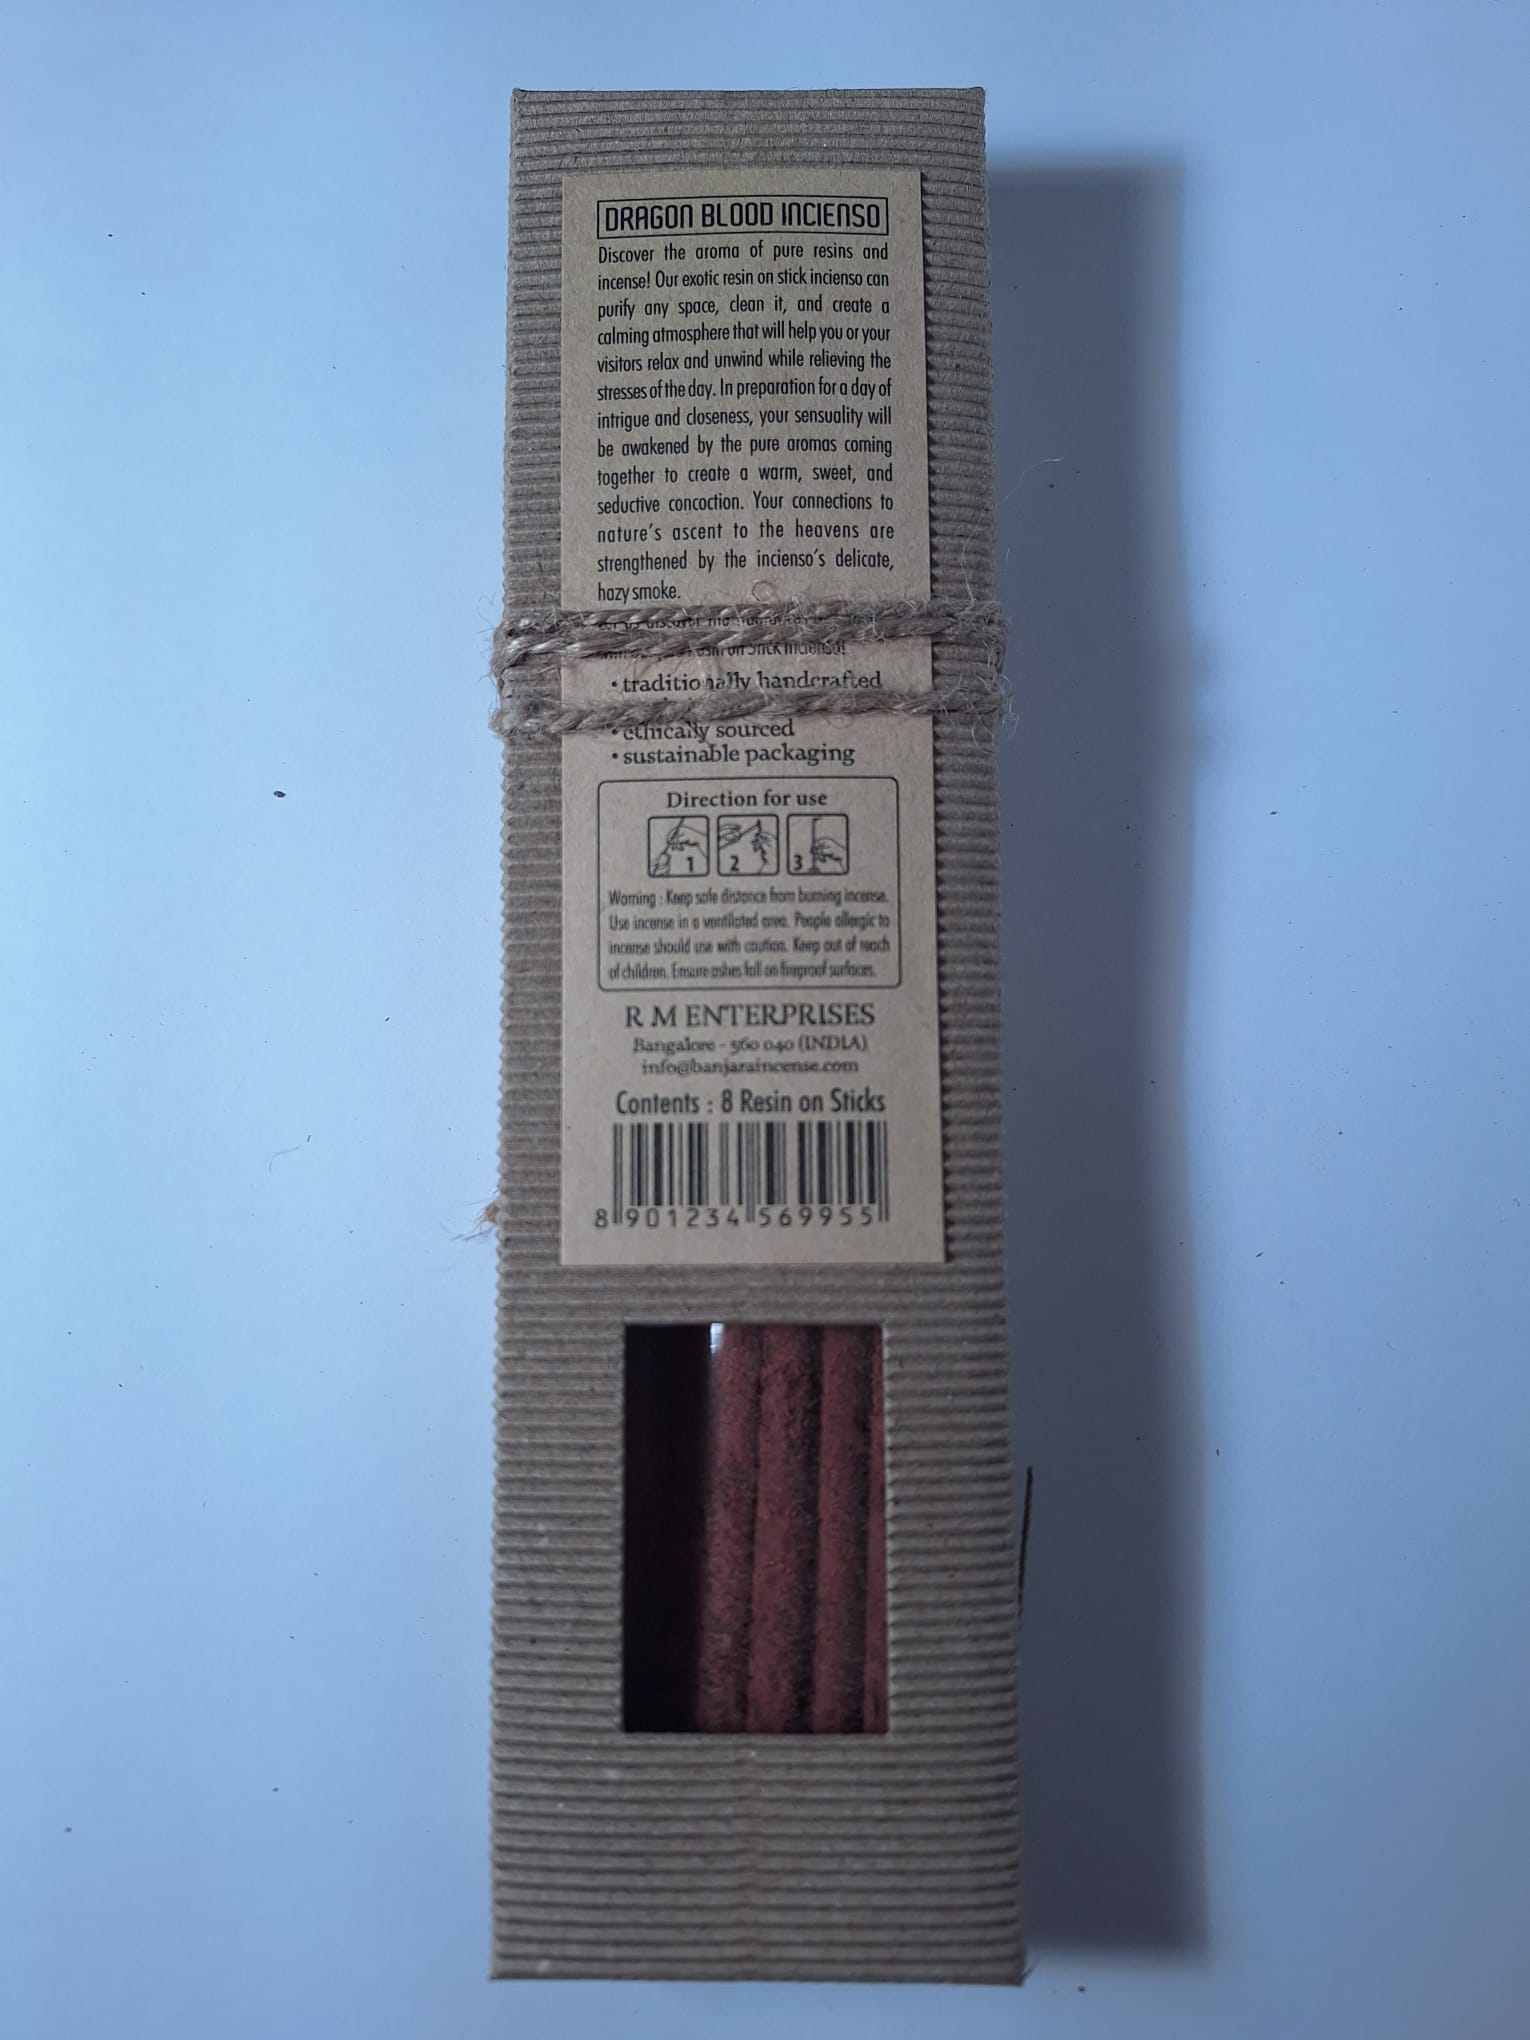 DRAGON BLOOD INCIENSO
Discover the aroma of pure resins and
incense! Our exotic resin on stick incienso can
purify any space, clean it, and create a
calming atmosphere that will help you or your
visitors relax and unwind while relieving the
stresses of the day. In preparation for a day of
intrigue and closeness, your sensuality will
be awakened by the pure aromas coming
together to create a warm, sweet, and
seductive concoction. Your connections to
nature's ascent to the heavens are
strengthened by the incienso's delicate,
hazy smoke.
discover
on Stick Incienso!
• traditionally handcrafted
• ethically sourced
• sustainable packaging
Direction for use
1 2 3
Warning : Keep safe distance from burning incense.
Use incense in a ventilated area. People allergic to
incense should use with caution. Keep out of reach
of children. Ensure ashes fall on fireproof surfaces.
R M ENTERPRISES
Bangalore - 560 040 (INDIA)
info@banjaraincense.com
Contents : 8 Resin on Sticks
8 901234 569955